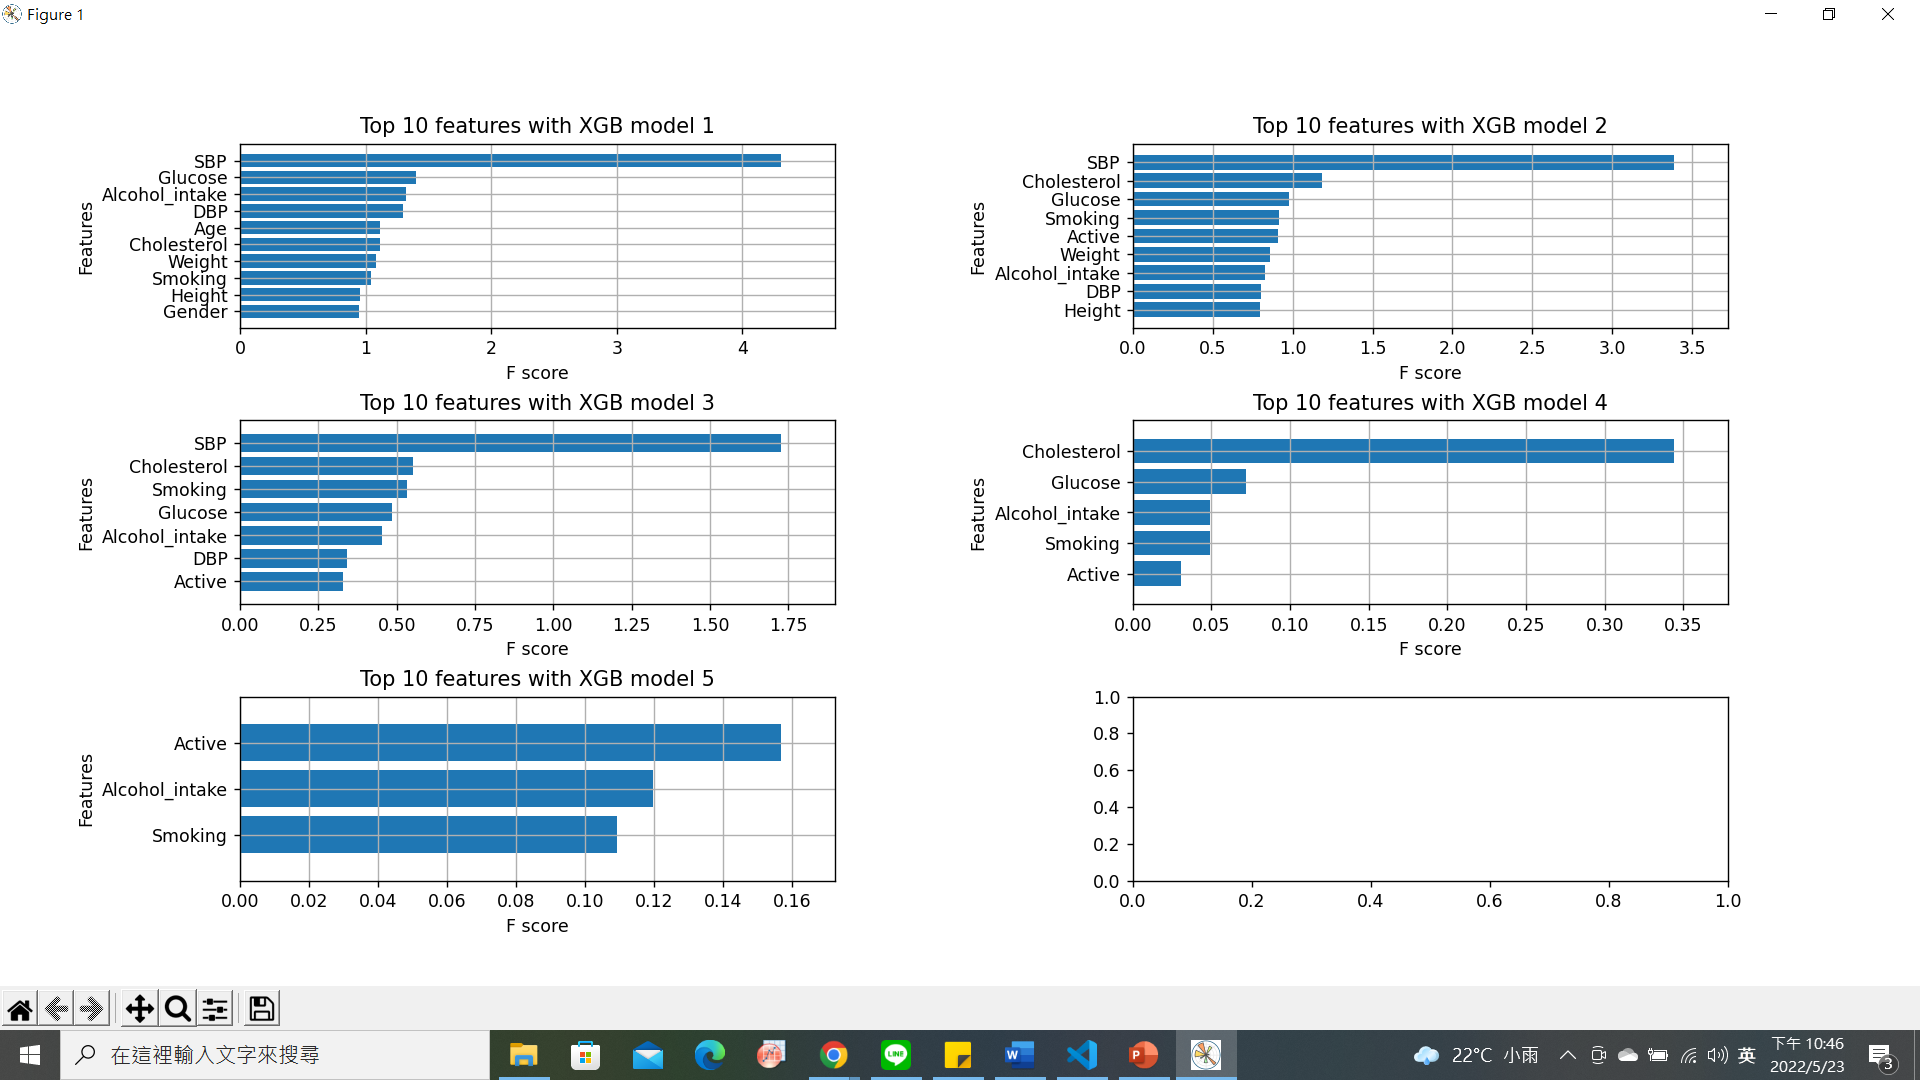 Figure 1
Top 10 features with XGB model 1
Features
SBP
Glucose
Alcohol_intake
DBP
Age
Cholesterol
Weight
Smoking
Height
Gender
0 1 2 3 4
F score
Top 10 features with XGB model 2
Features
SBP
Cholesterol
Glucose
Smoking
Active
Weight
Alcohol_intake
DBP
Height
0.0 0.5 1.0 1.5 2.0 2.5 3.0 3.5
F score
Top 10 features with XGB model 3
Features
SBP
Cholesterol
Smoking
Glucose
Alcohol_intake
DBP
Active
0.00 0.25 0.50 0.75 1.00 1.25 1.50 1.75
F score
Top 10 features with XGB model 4
Features
Cholesterol
Glucose
Alcohol_intake
Smoking
Active
0.00 0.05 0.10 0.15 0.20 0.25 0.30 0.35
F score
Top 10 features with XGB model 5
Features
Active
Alcohol_intake
Smoking
0.00 0.02 0.04 0.06 0.08 0.10 0.12 0.14 0.16
F score
1.0
0.8
0.6
0.4
0.2
0.0
0.0 0.2 0.4 0.6 0.8 1.0
在這裡輸入文字來搜尋
LINE
W
P
22°C 小雨
英
下午 10:46
2022/5/23
3